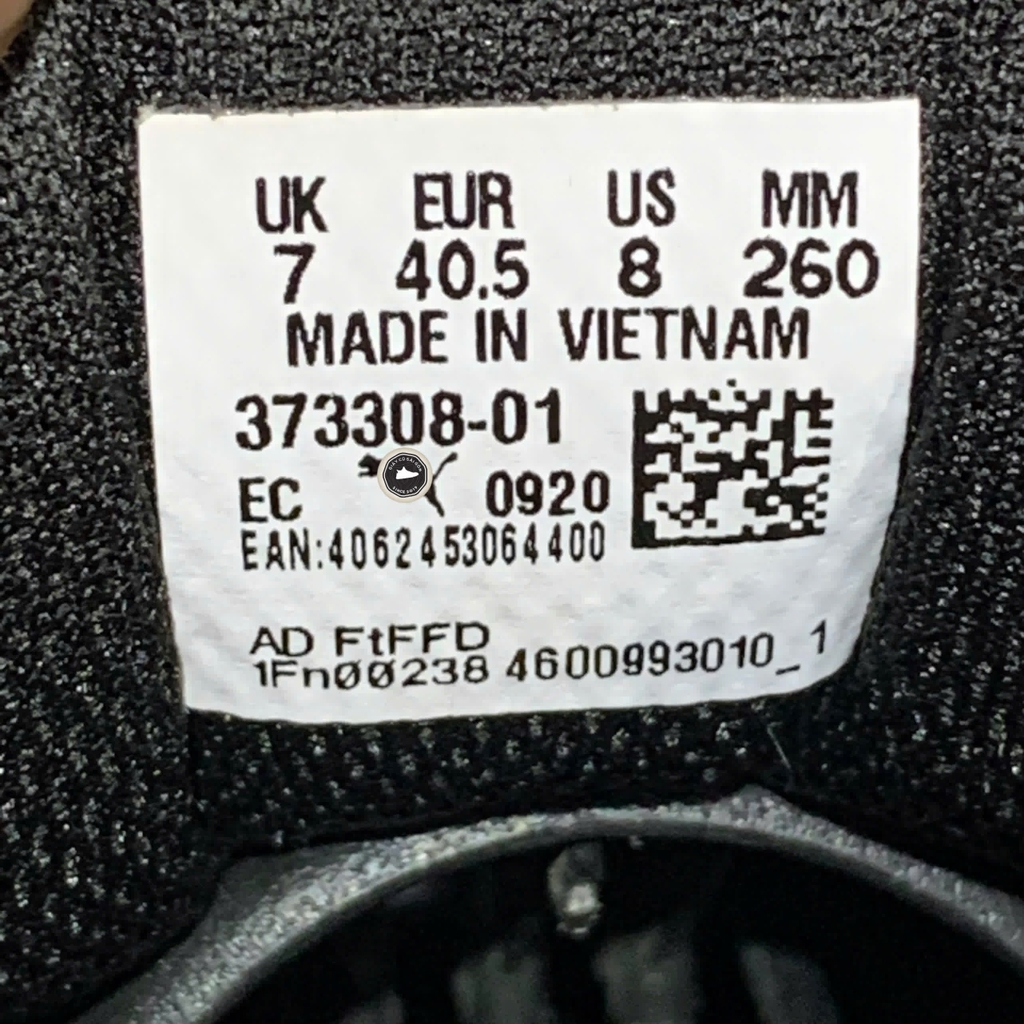 UK EUR US MM
7 40.5 8 260
MADE IN VIETNAM
373308-01
EC 0920
EAN:4062453064400
AD FtFFD
1Fn00238 4600993010_1